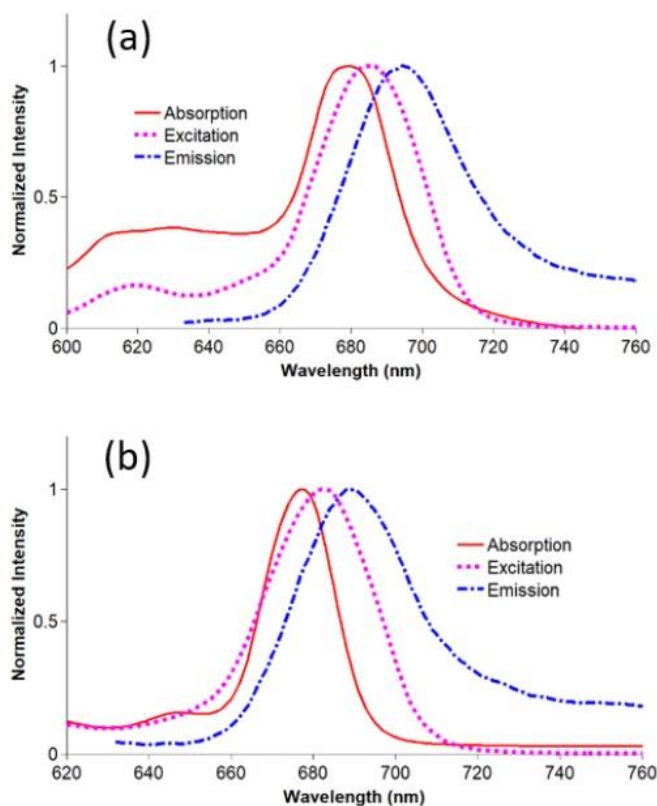 (a)
Normalized Intensity
1
0.5
0
Absorption
Excitation
Emission
600 620 640 660 680 700 720 740 760
Wavelength (nm)
(b)
Normalized Intensity
1
0.5
0
Absorption
Excitation
Emission
620 640 660 680 700 720 740 760
Wavelength (nm)